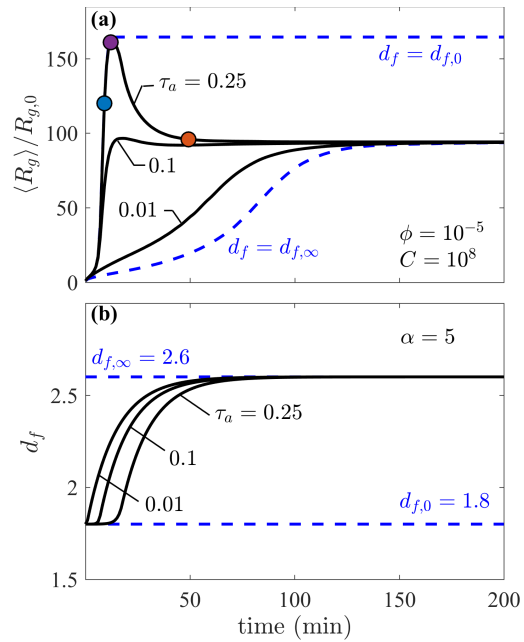 (a)
150
100
50
0
⟨R_g⟩/R_{g,0}
d_f = d_{f,0}
τ_a = 0.25
0.1
0.01
d_f = d_{f,∞}
ϕ = 10^{-5}
C = 10^8
(b)
d_{f,∞} = 2.6
α = 5
2.5
2
1.5
d_f
τ_a = 0.25
0.1
0.01
d_{f,0} = 1.8
0 50 100 150 200
time (min)